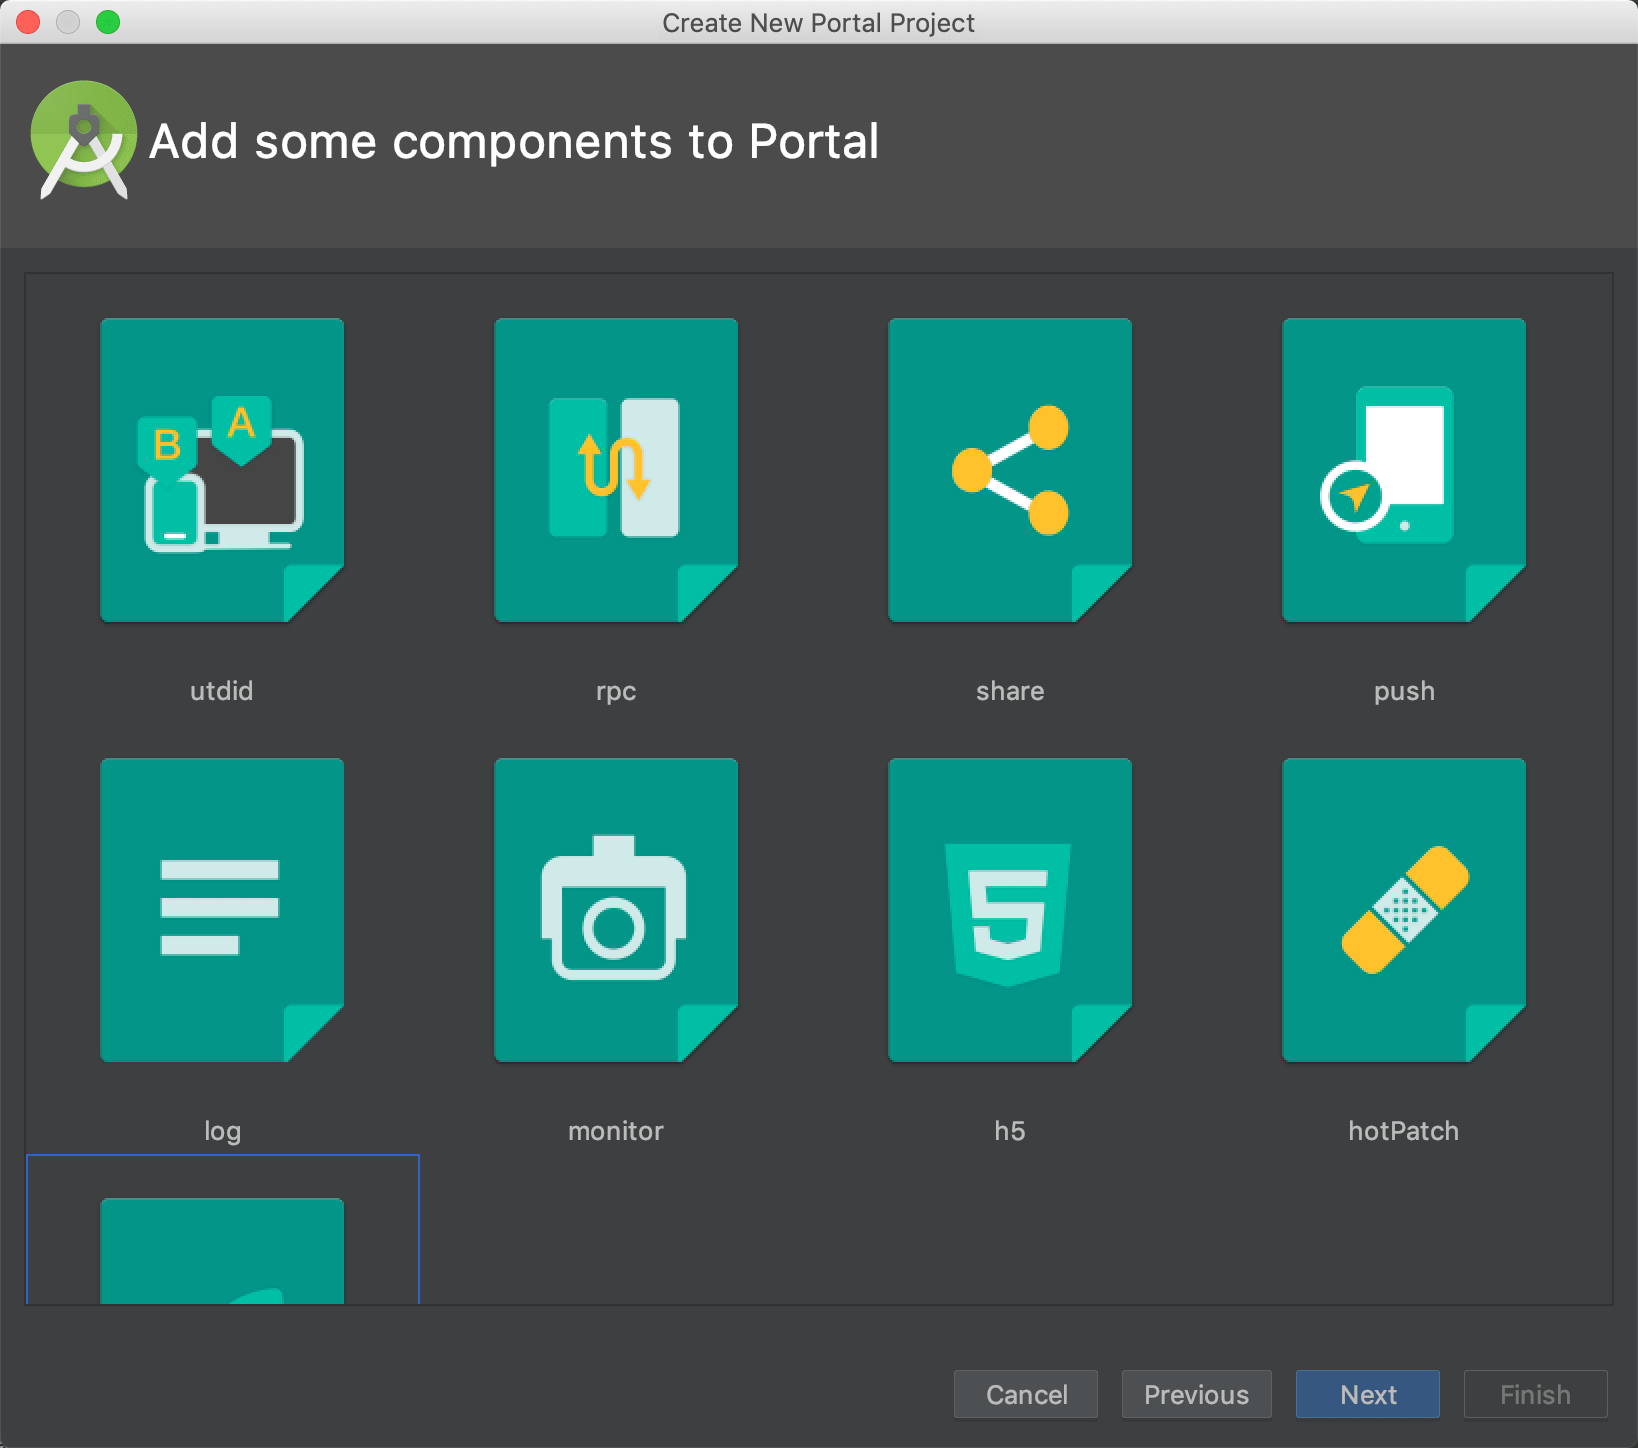 Create New Portal Project
Add some components to Portal
B
A
utdid
rpc
share
push
5
log
monitor
h5
hotPatch
Cancel
Previous
Next
Finish